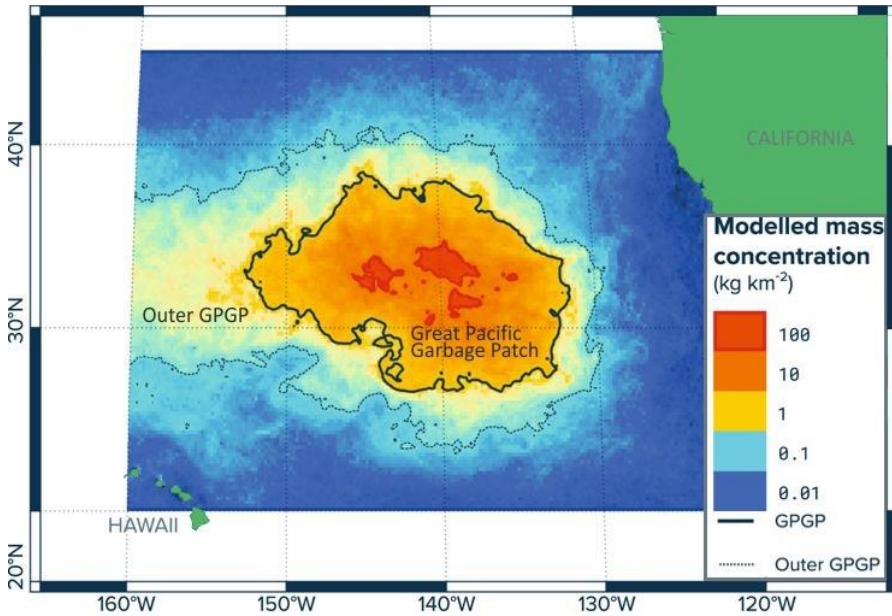 40°N
30°N
20°N
CALIFORNIA
Outer GPGP
Great Pacific
Garbage Patch
HAWAII
160°W
150°W
140°W
130°W
120°W
Modelled mass
concentration
(kg km⁻²)
100
10
1
0.1
0.01
GPGP
Outer GPGP